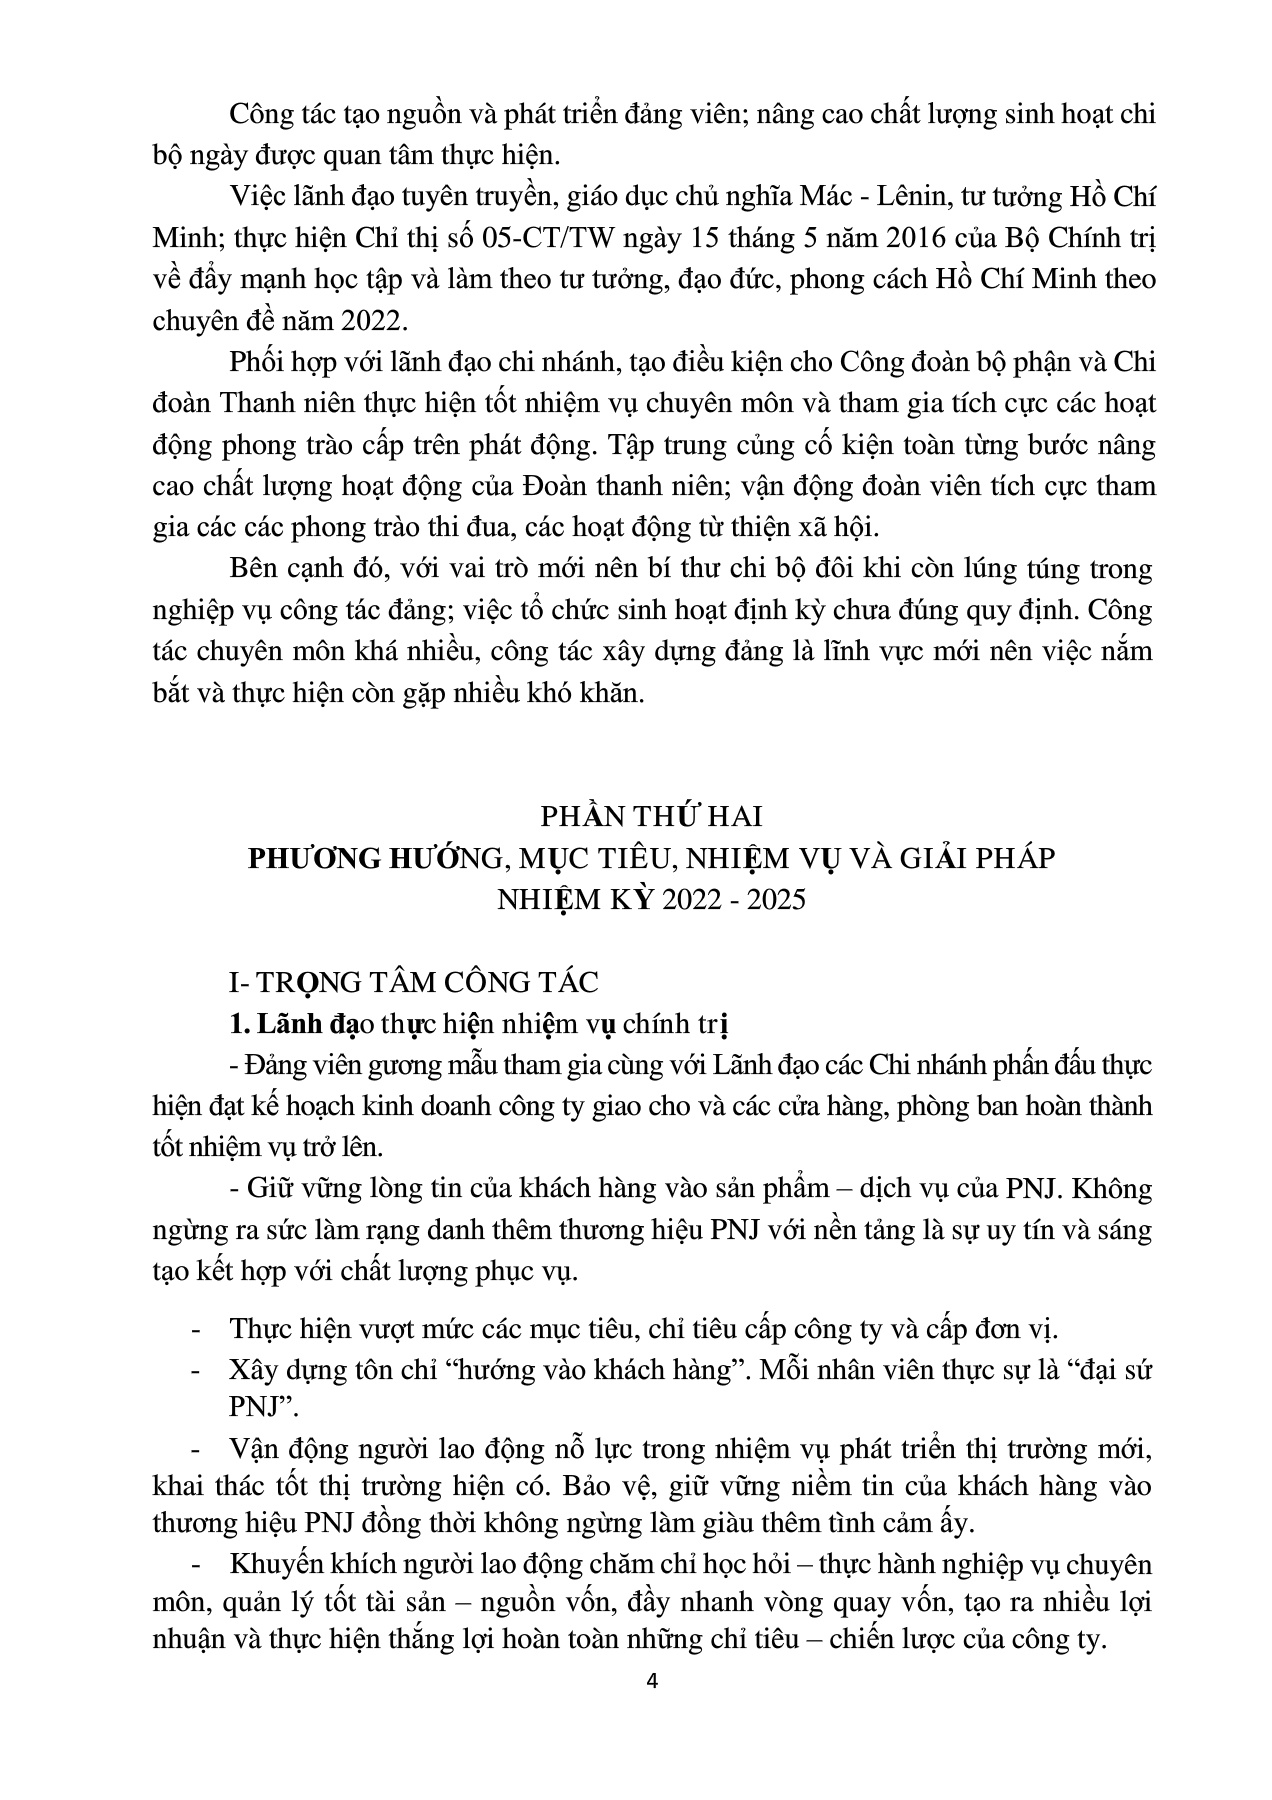 Công tác tạo nguồn và phát triển đảng viên; nâng cao chất lượng sinh hoạt chi
bộ ngày được quan tâm thực hiện.
Việc lãnh đạo tuyên truyền, giáo dục chủ nghĩa Mác - Lênin, tư tưởng Hồ Chí
Minh; thực hiện Chỉ thị số 05-CT/TW ngày 15 tháng 5 năm 2016 của Bộ Chính trị
về đẩy mạnh học tập và làm theo tư tưởng, đạo đức, phong cách Hồ Chí Minh theo
chuyên đề năm 2022.
Phối hợp với lãnh đạo chi nhánh, tạo điều kiện cho Công đoàn bộ phận và Chi
đoàn Thanh niên thực hiện tốt nhiệm vụ chuyên môn và tham gia tích cực các hoạt
động phong trào cấp trên phát động. Tập trung củng cố kiện toàn từng bước nâng
cao chất lượng hoạt động của Đoàn thanh niên; vận động đoàn viên tích cực tham
gia các các phong trào thi đua, các hoạt động từ thiện xã hội.
Bên cạnh đó, với vai trò mới nên bí thư chi bộ đôi khi còn lúng túng trong
nghiệp vụ công tác đảng; việc tổ chức sinh hoạt định kỳ chưa đúng quy định. Công
tác chuyên môn khá nhiều, công tác xây dựng đảng là lĩnh vực mới nên việc nắm
bắt và thực hiện còn gặp nhiều khó khăn.
PHẦN THỨ HAI
PHƯƠNG HƯỚNG, MỤC TIÊU, NHIỆM VỤ VÀ GIẢI PHÁP
NHIỆM KỲ 2022 - 2025
I- TRỌNG TÂM CÔNG TÁC
1. Lãnh đạo thực hiện nhiệm vụ chính trị
- Đảng viên gương mẫu tham gia cùng với Lãnh đạo các Chi nhánh phấn đấu thực
hiện đạt kế hoạch kinh doanh công ty giao cho và các cửa hàng, phòng ban hoàn thành
tốt nhiệm vụ trở lên.
- Giữ vững lòng tin của khách hàng vào sản phẩm – dịch vụ của PNJ. Không
ngừng ra sức làm rạng danh thêm thương hiệu PNJ với nền tảng là sự uy tín và sáng
tạo kết hợp với chất lượng phục vụ.
- Thực hiện vượt mức các mục tiêu, chỉ tiêu cấp công ty và cấp đơn vị.
- Xây dựng tôn chỉ “hướng vào khách hàng”. Mỗi nhân viên thực sự là “đại sứ
PNJ”.
- Vận động người lao động nỗ lực trong nhiệm vụ phát triển thị trường mới,
khai thác tốt thị trường hiện có. Bảo vệ, giữ vững niềm tin của khách hàng vào
thương hiệu PNJ đồng thời không ngừng làm giàu thêm tình cảm ấy.
- Khuyến khích người lao động chăm chỉ học hỏi – thực hành nghiệp vụ chuyên
môn, quản lý tốt tài sản – nguồn vốn, đầy nhanh vòng quay vốn, tạo ra nhiều lợi
nhuận và thực hiện thắng lợi hoàn toàn những chỉ tiêu – chiến lược của công ty.
4